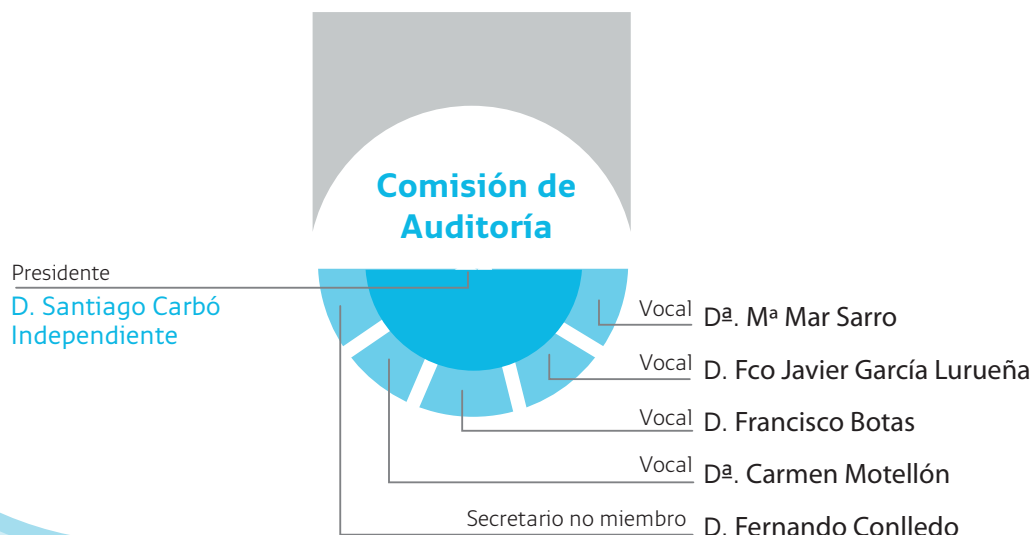 Comisión de
Auditoría
Presidente
D. Santiago Carbó
Independiente
Vocal Dª. Mª Mar Sarro
Vocal D. Fco Javier García Lurueña
Vocal D. Francisco Botas
Vocal Dª. Carmen Motellón
Secretario no miembro D. Fernando Conlledo